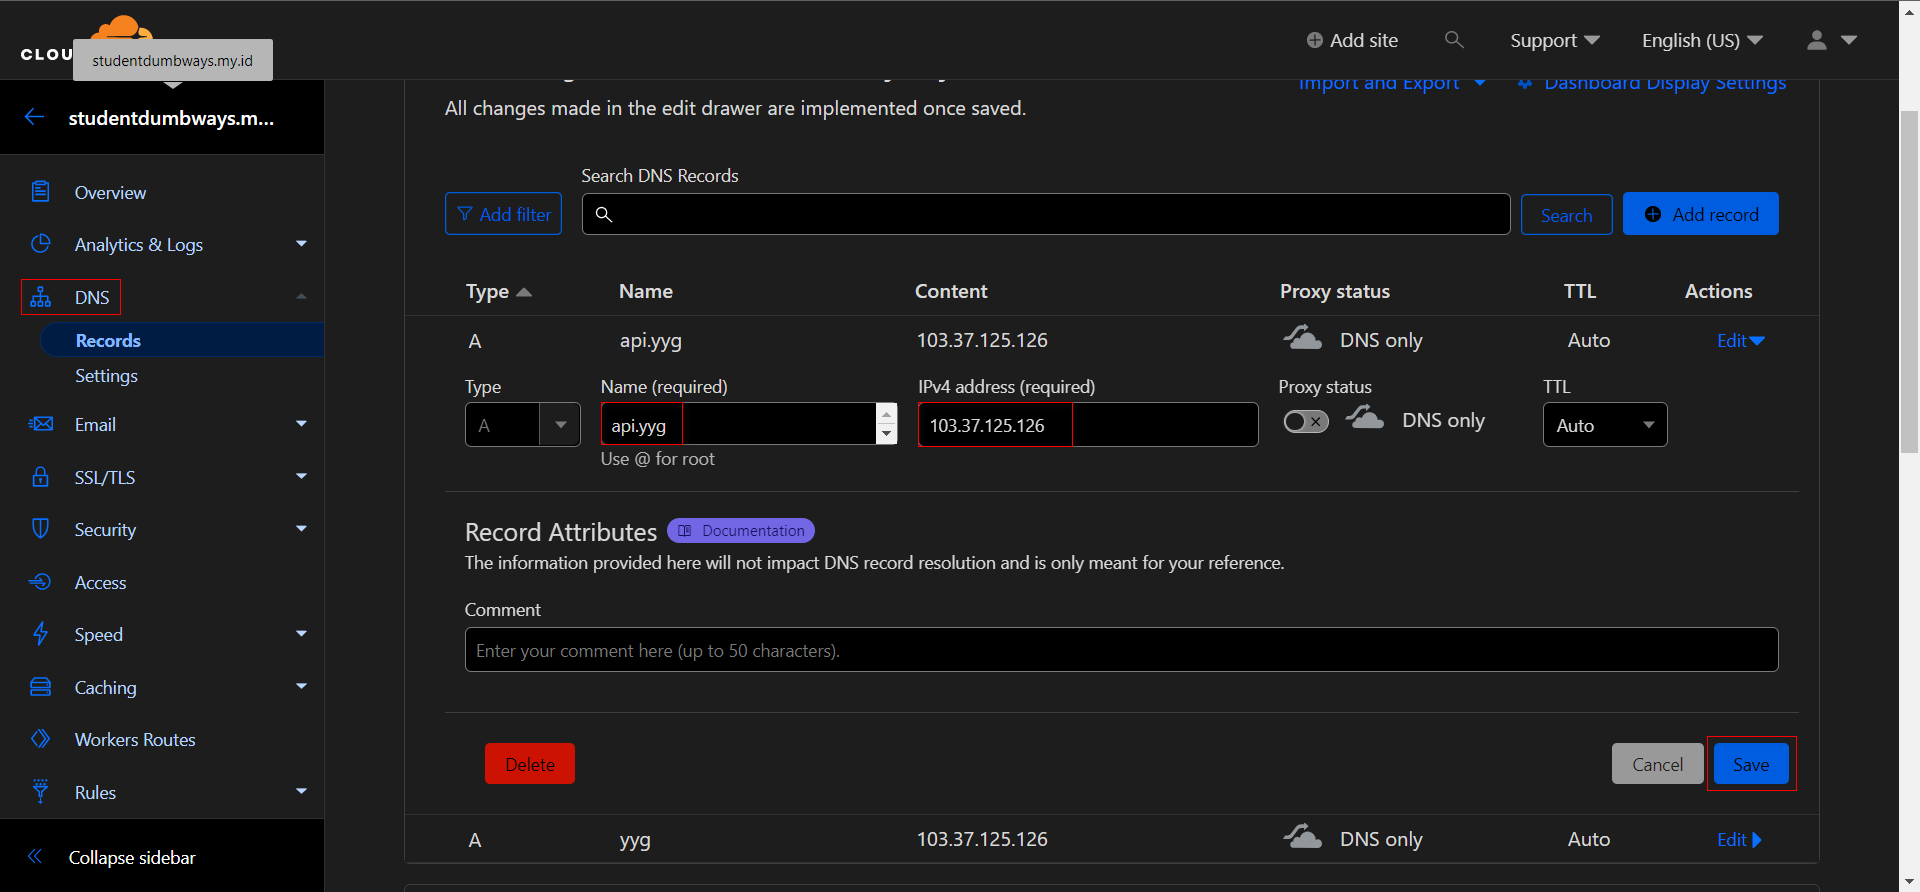 CLOU
studentdumbways.my.id
Add site
Support
English (US)
studentdumbways.m...
Overview
Analytics & Logs
DNS
Records
Settings
Email
SSL/TLS
Security
Access
Speed
Caching
Workers Routes
Rules
Collapse sidebar
Import and Export
Dashboard Display Settings
All changes made in the edit drawer are implemented once saved.
Search DNS Records
Add filter
Search
Add record
Type Name Content Proxy status TTL Actions
A api.yyg 103.37.125.126 DNS only Auto Edit
Type Name (required) IPv4 address (required) Proxy status TTL
A api.yyg 103.37.125.126 DNS only Auto
Use @ for root
Record Attributes Documentation
The information provided here will not impact DNS record resolution and is only meant for your reference.
Comment
Enter your comment here (up to 50 characters).
Delete Cancel Save
A yyg 103.37.125.126 DNS only Auto Edit